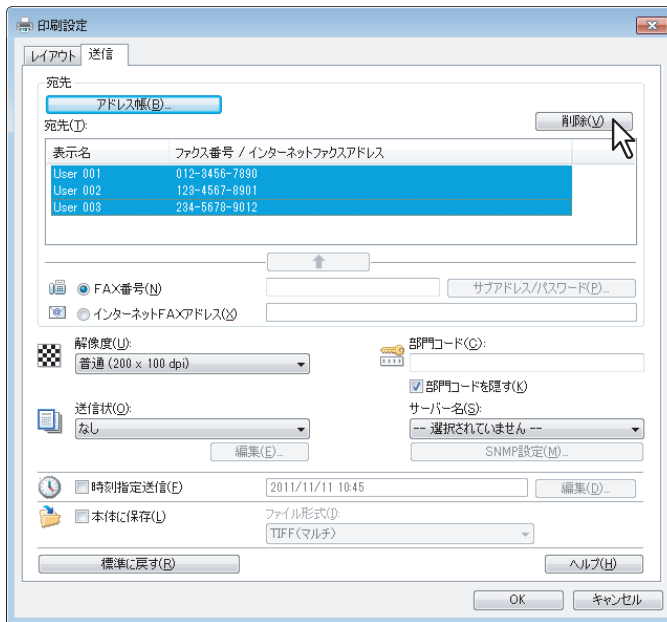 印刷設定
レイアウト 送信
宛先
アドレス帳(B)...
宛先(T):
削除(V)
表示名 ファクス番号 / インターネットファクスアドレス
User 001 012-3456-7890
User 002 123-4567-8901
User 003 234-5678-9012
FAX番号(N) サブアドレス/パスワード(P)...
インターネットFAXアドレス(X)
解像度(U): 部門コード(C):
普通 (200 x 100 dpi)
部門コードを隠す(K)
送信状(O): サーバー名(S):
なし -- 選択されていません --
編集(E)... SNMP設定(M)...
時刻指定送信(F) 2011/11/11 10:45 編集(D)...
本体に保存(L) ファイル形式(I):
TIFF(マルチ)
標準に戻す(R) ヘルプ(H)
OK キャンセル